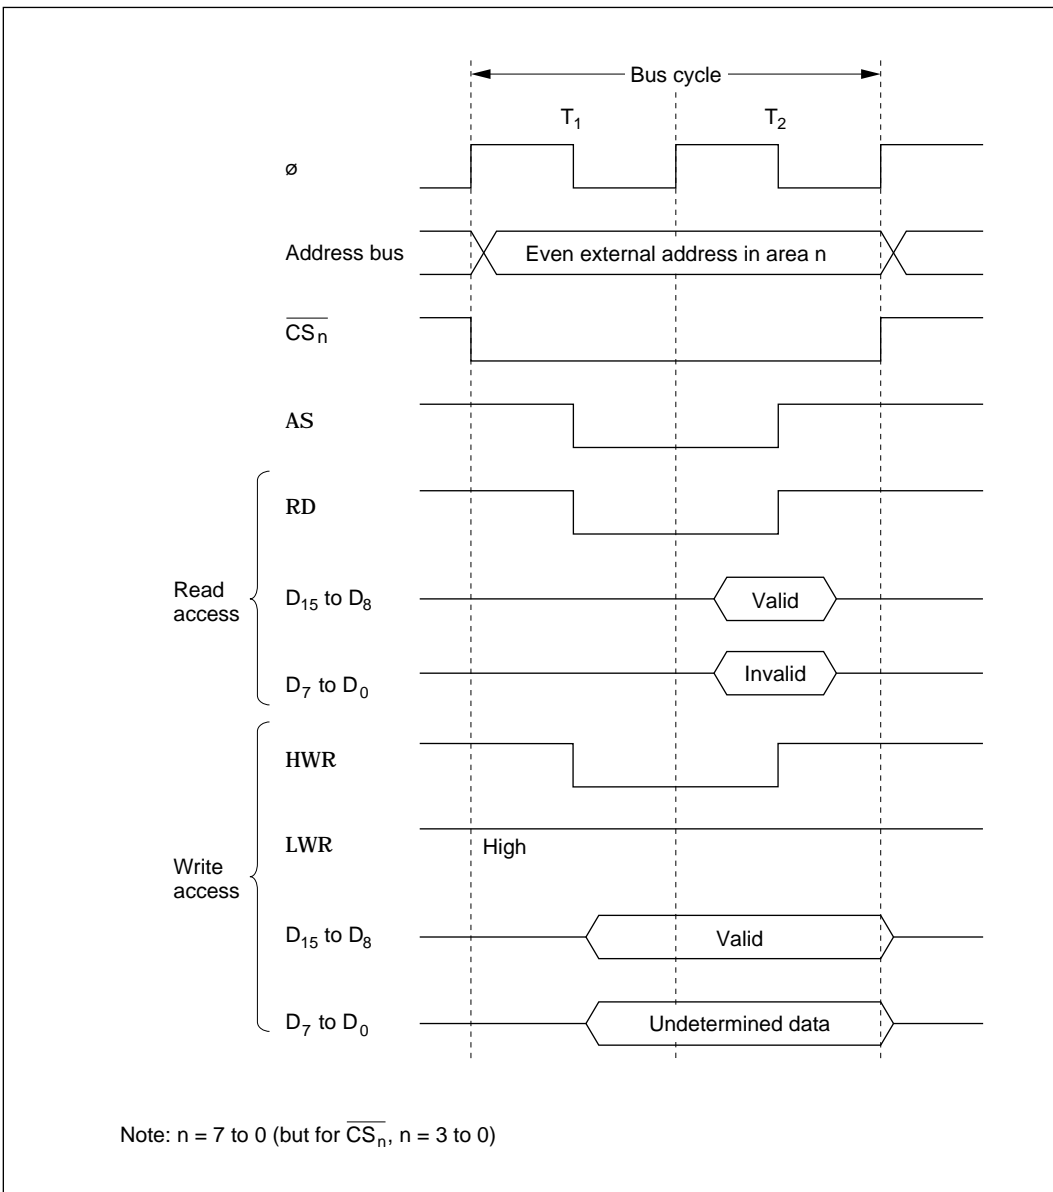 Bus cycle
T1 T2
ø
Address bus Even external address in area n
CSn
AS
RD
Read access
D15 to D8 Valid
D7 to D0 Invalid
HWR
LWR High
Write access
D15 to D8 Valid
D7 to D0 Undetermined data
Note: n = 7 to 0 (but for CSn, n = 3 to 0)